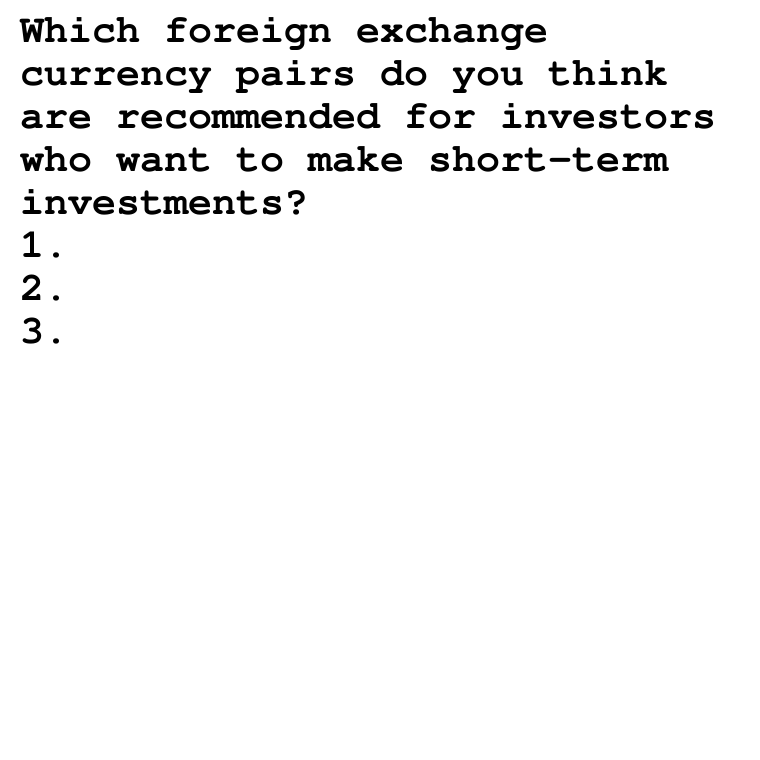 Which foreign exchange
currency pairs do you think
are recommended for investors
who want to make short-term
investments?
1.
2.
3.